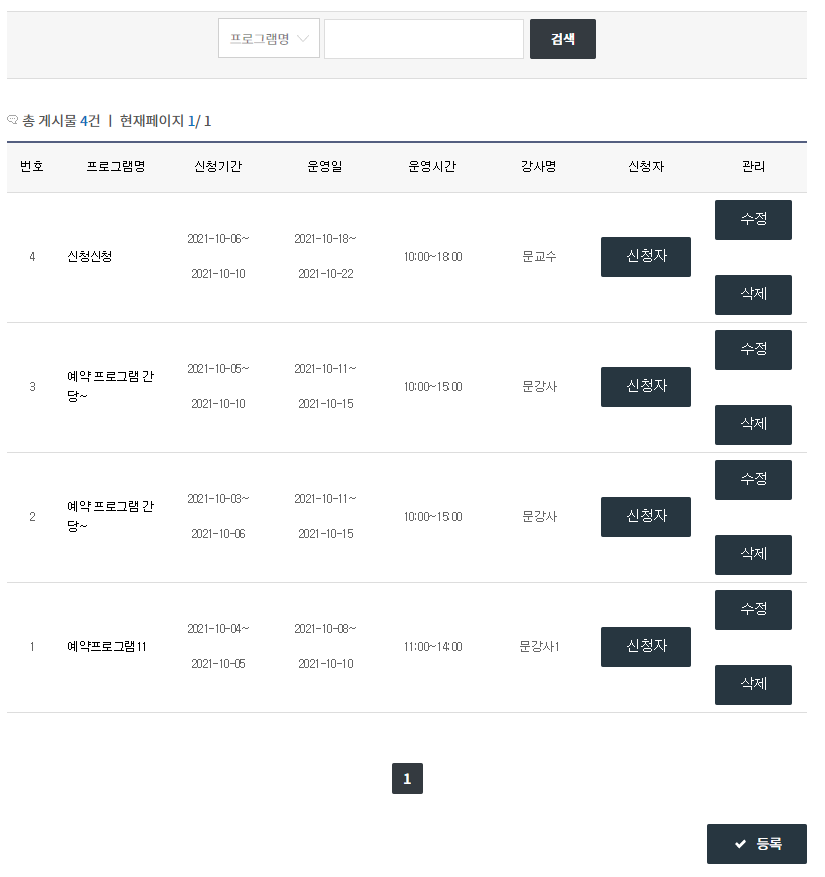 프로그램명 검색
총 게시물 4건 | 현재페이지 1/ 1
번호 프로그램명 신청기간 운영일 운영시간 강사명 신청자 관리
수정
2021-10-06~ 2021-10-18~
4 신청신청 10:00~18:00 문교수 신청자
2021-10-10 2021-10-22
삭제
수정
2021-10-05~ 2021-10-11~
예약 프로그램 간
3 10:00~15:00 문강사 신청자
당~
2021-10-10 2021-10-15
삭제
수정
2021-10-03~ 2021-10-11~
예약 프로그램 간
2 10:00~15:00 문강사 신청자
당~
2021-10-06 2021-10-15
삭제
수정
2021-10-04~ 2021-10-08~
1 예약프로그램11 11:00~14:00 문강사1 신청자
2021-10-05 2021-10-10
삭제
1
등록